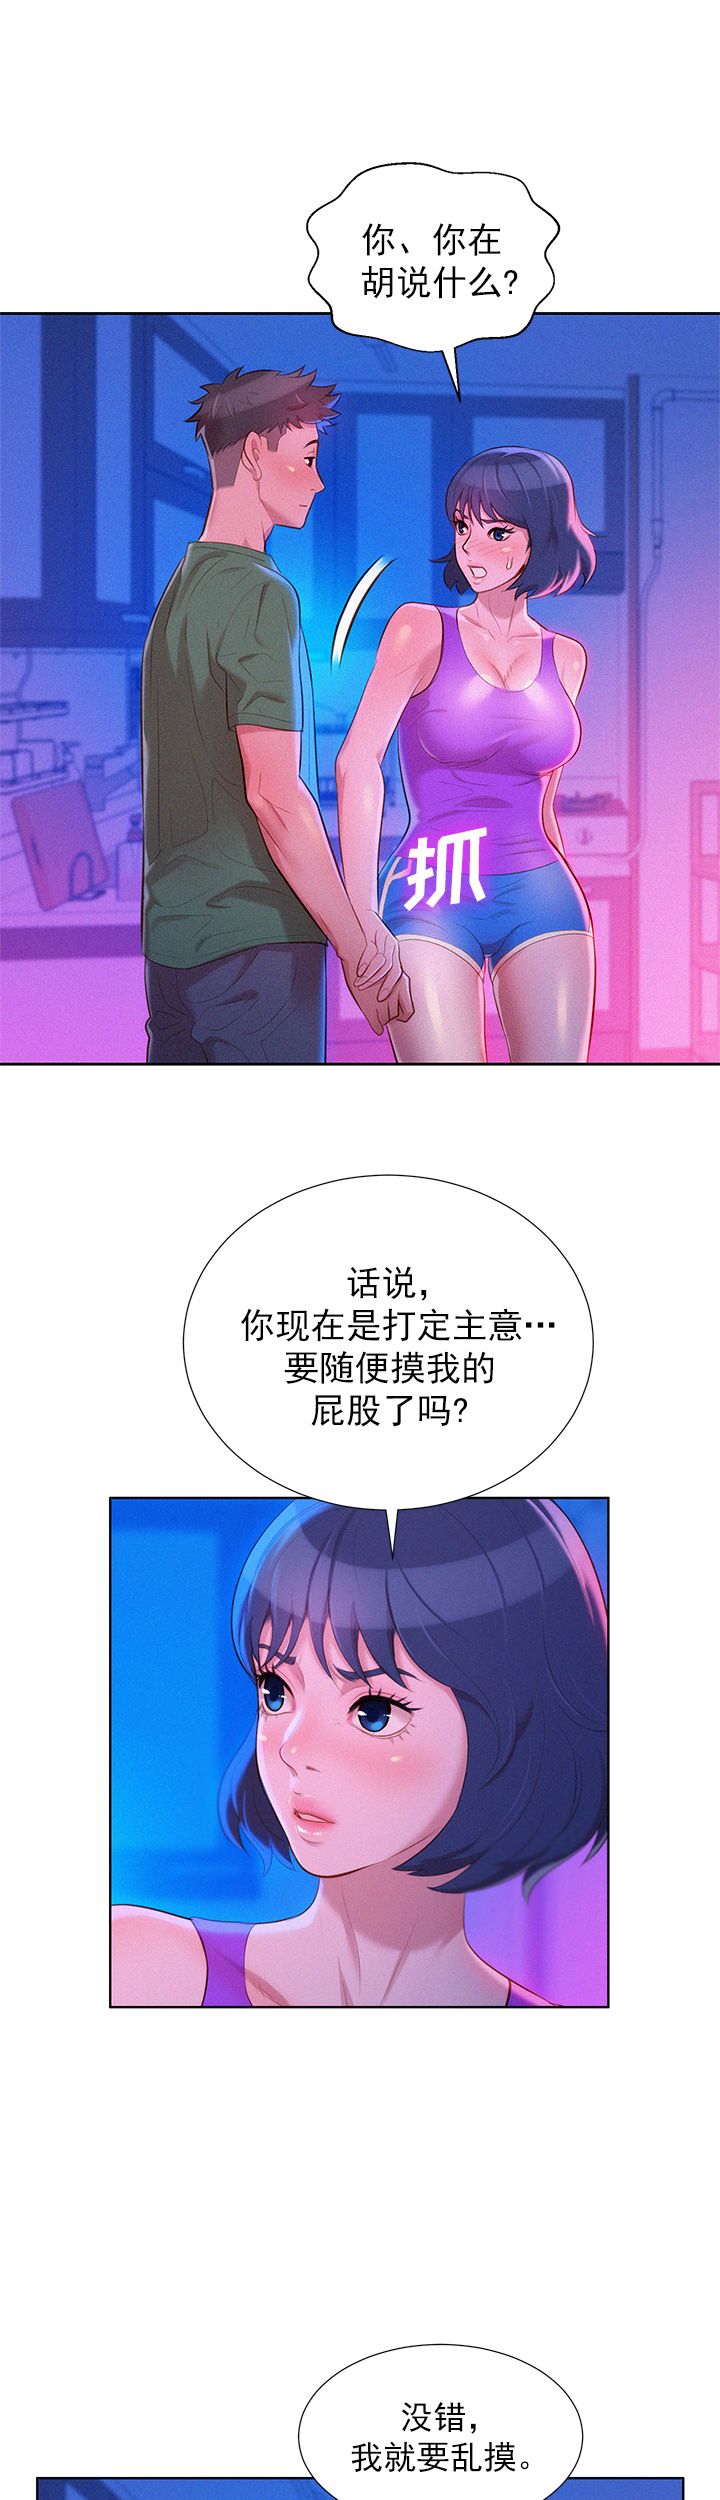 你、你在
胡说什么?
抓
话说,
你现在是打定主意…
要随便摸我的
屁股了吗?
没错,
我就要乱摸。